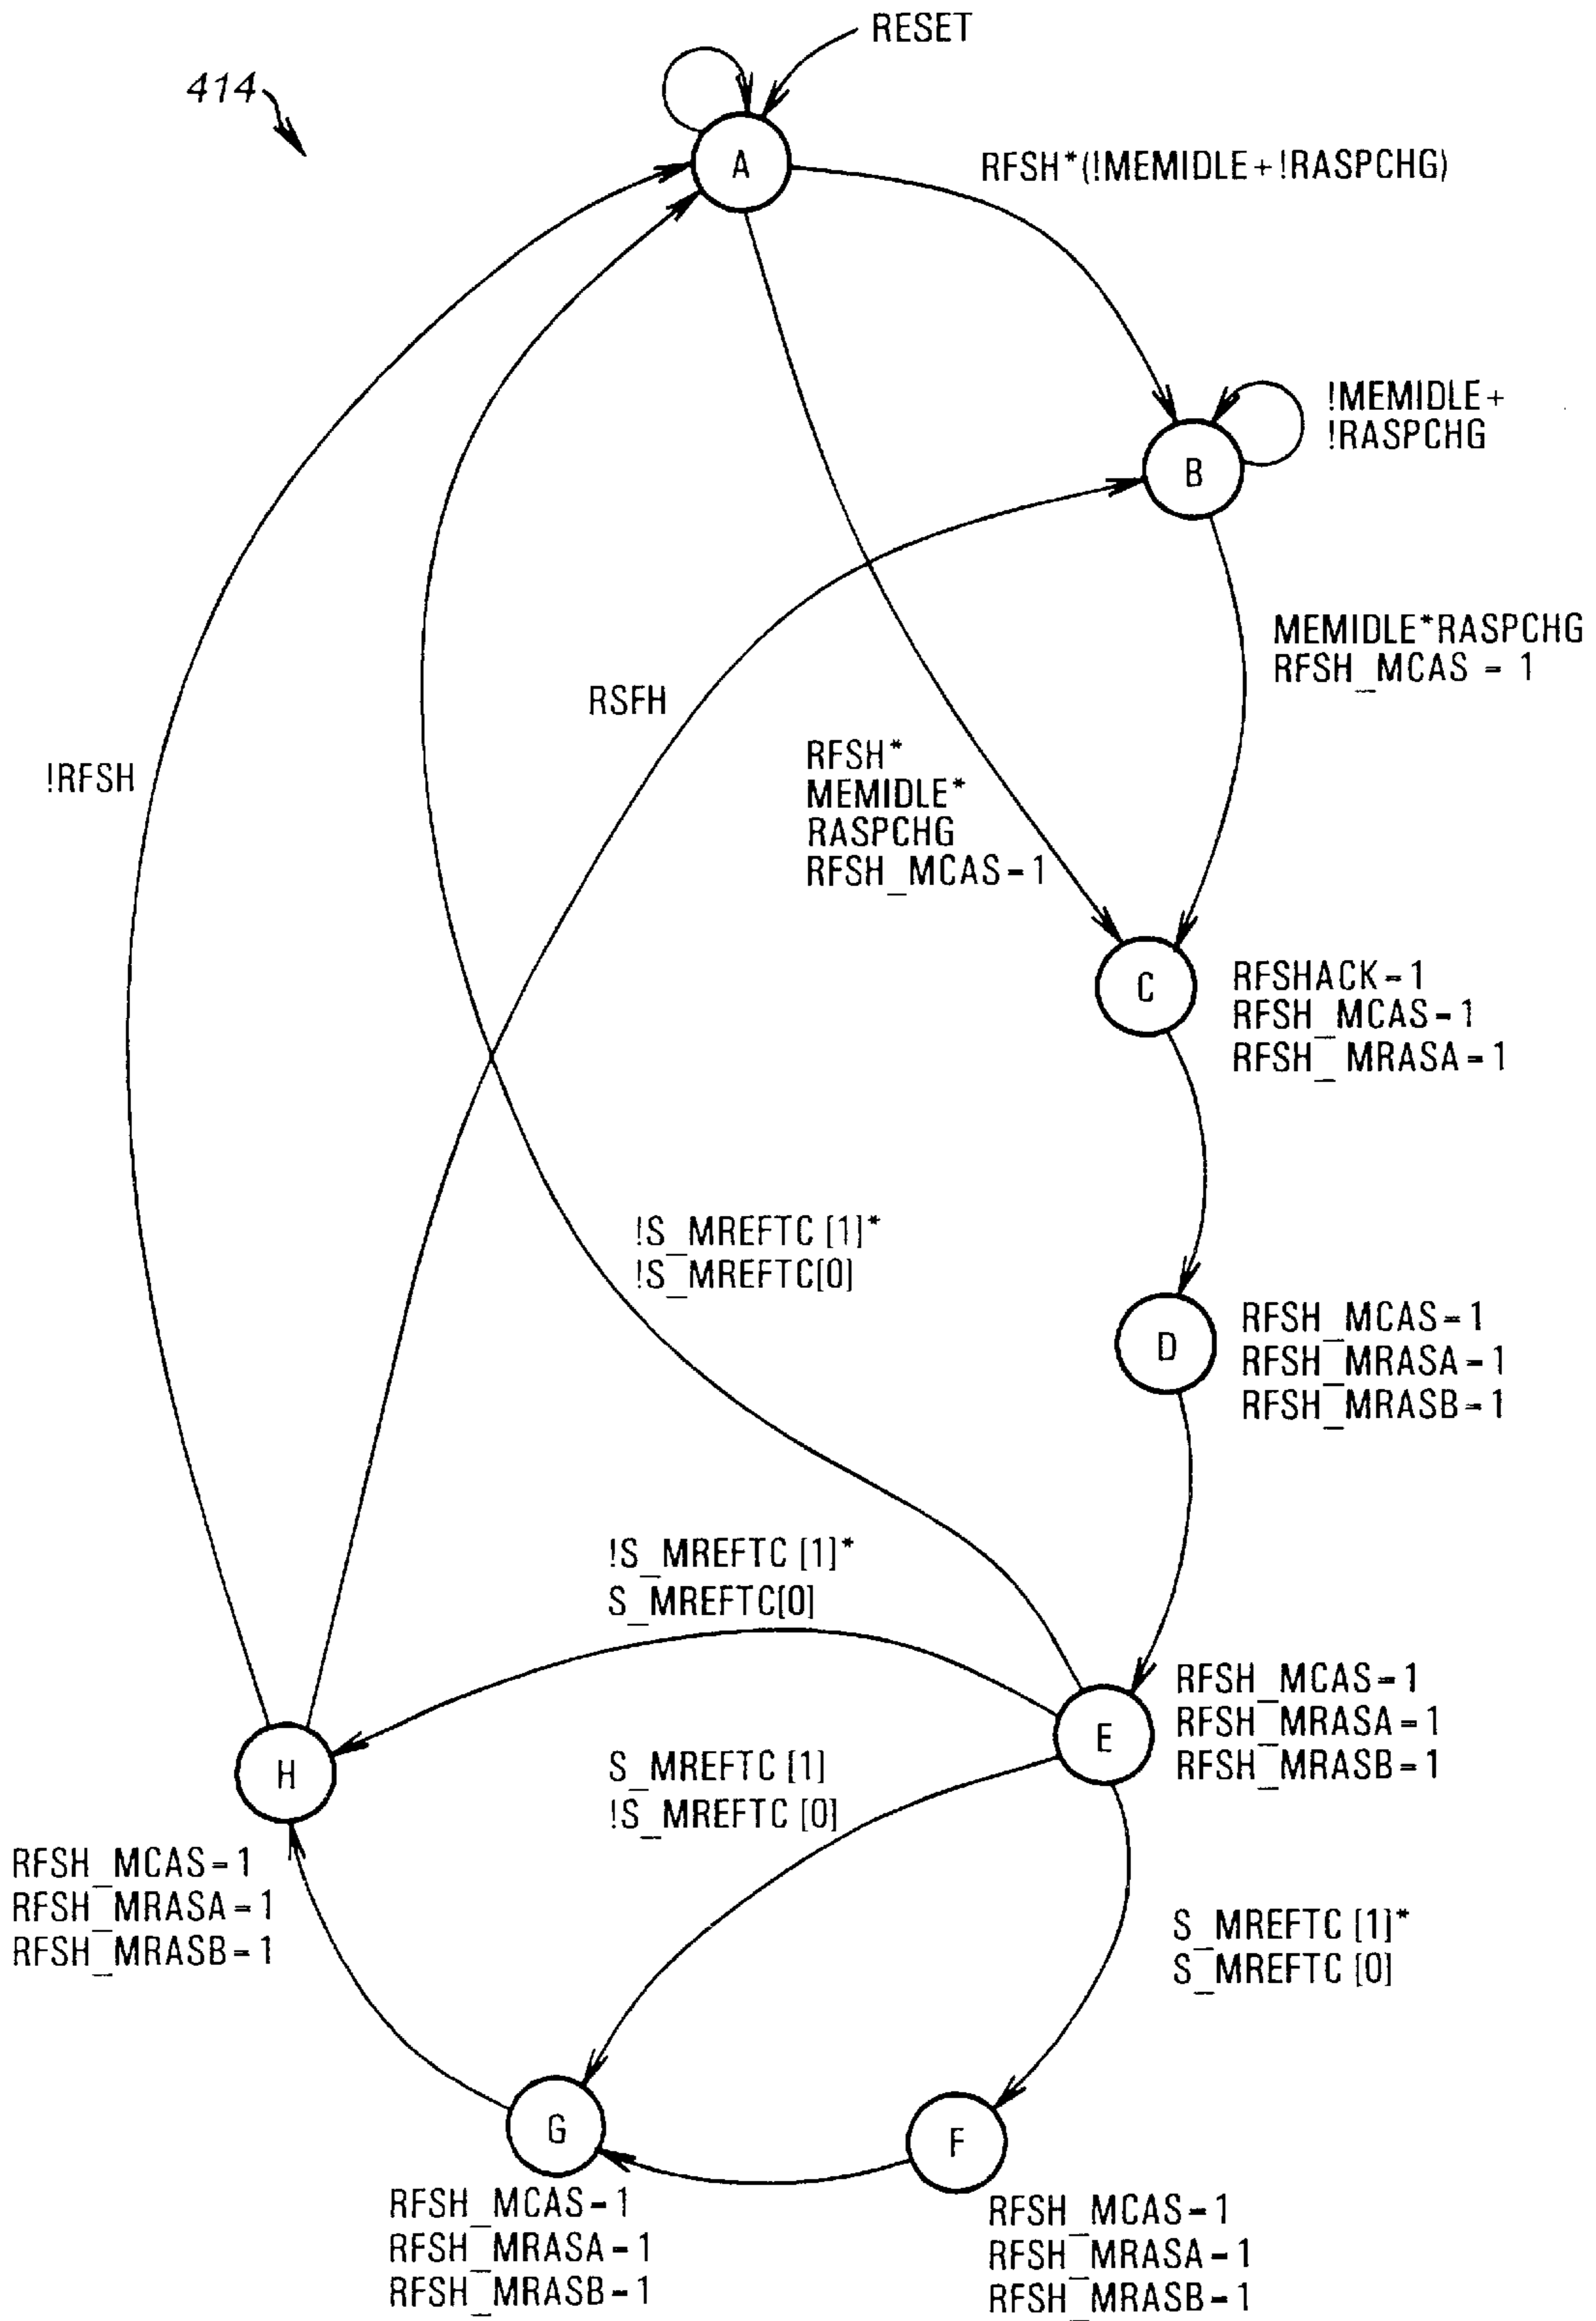 RESET
414
A
RFSH*(!MEMIDLE+!RASPCHG)
!MEMIDLE+
!RASPCHG
B
MEMIDLE*RASPCHG
RFSH_MCAS = 1
RSFH
!RFSH
RFSH*
MEMIDLE*
RASPCHG
RFSH_MCAS=1
C
RFSHACK=1
RFSH_MCAS=1
RFSH_MRASA=1
!S_MREFTC [1]*
!S_MREFTC[0]
D
RFSH_MCAS=1
RFSH_MRASA=1
RFSH_MRASB=1
!S_MREFTC [1]*
S_MREFTC[0]
E
RFSH_MCAS=1
RFSH_MRASA=1
RFSH_MRASB=1
H
S_MREFTC [1]
!S_MREFTC [0]
RFSH_MCAS=1
RFSH_MRASA=1
RFSH_MRASB=1
S_MREFTC [1]*
S_MREFTC [0]
G
F
RFSH_MCAS=1
RFSH_MRASA=1
RFSH_MRASB=1
RFSH_MCAS=1
RFSH_MRASA=1
RFSH_MRASB=1